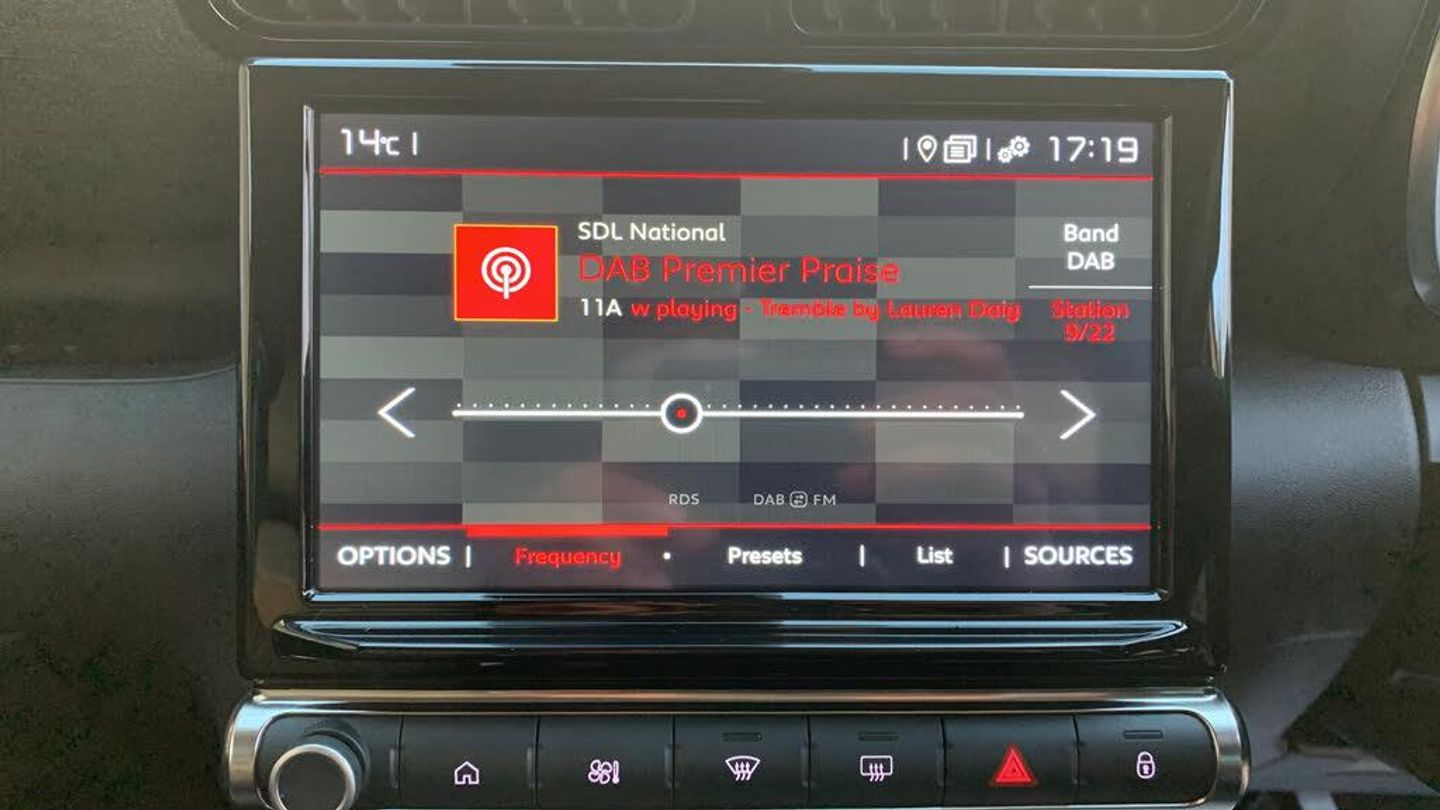 14°C
17:19
SDL National
DAB Premier Praise
11A w playing - Tremble by Lauren Daig
Band
DAB
Station
9/22
RDS DAB FM
OPTIONS Frequency Presets List SOURCES